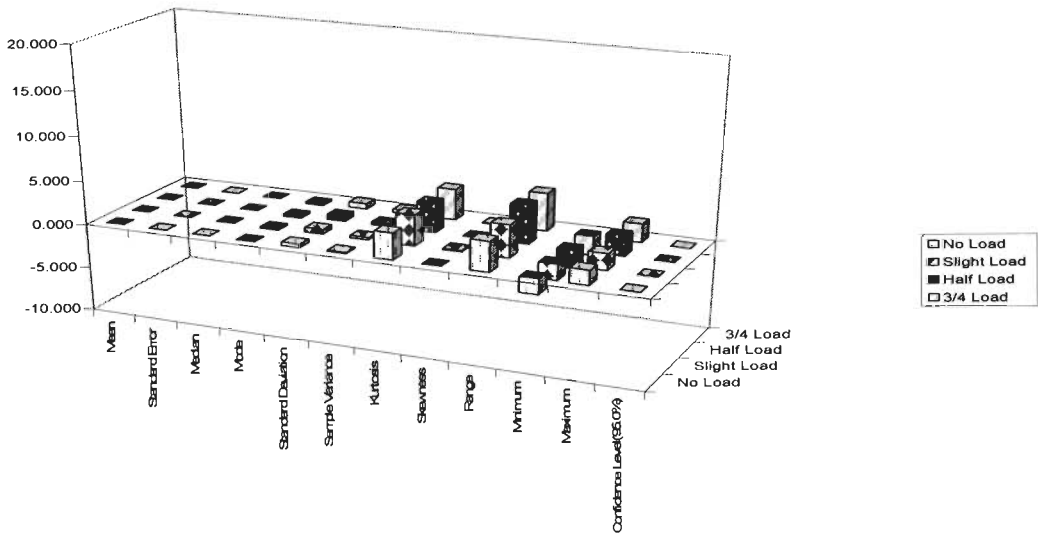 20.000
15.000
10.000
5.000
0.000
-5.000
-10.000
Mean
Standard Error
Median
Mode
Standard Deviation
Sample Variance
Kurtosis
Skewness
Range
Minimum
Maximum
Confidence Level(95.0%)
3/4 Load
Half Load
Slight Load
No Load
No Load
Slight Load
Half Load
3/4 Load